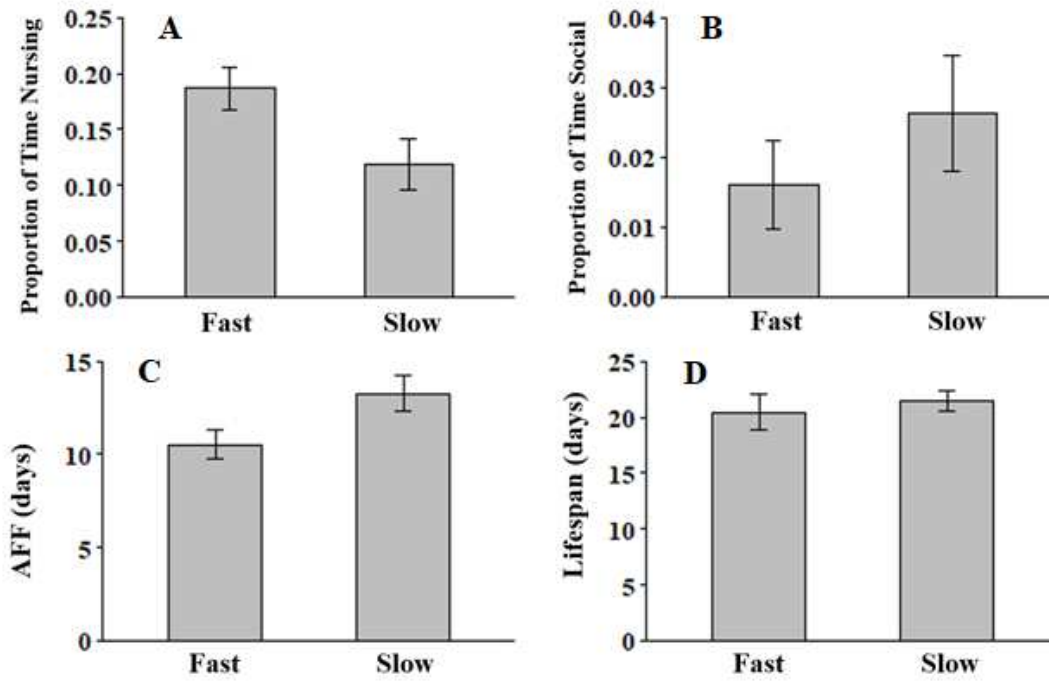 A
Proportion of Time Nursing
0.25
0.20
0.15
0.10
0.05
0.00
Fast Slow
B
Proportion of Time Social
0.04
0.03
0.02
0.01
0.00
Fast Slow
C
AFF (days)
15
10
5
0
Fast Slow
D
Lifespan (days)
25
20
15
10
5
0
Fast Slow